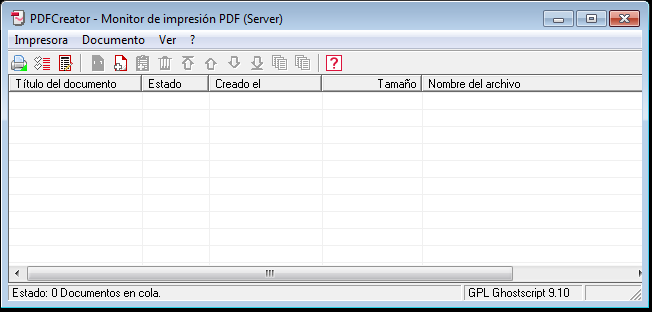 PDFCreator - Monitor de impresión PDF (Server)
Impresora Documento Ver ?
?
Título del documento Estado Creado el Tamaño Nombre del archivo
Estado: 0 Documentos en cola. GPL Ghostscript 9.10